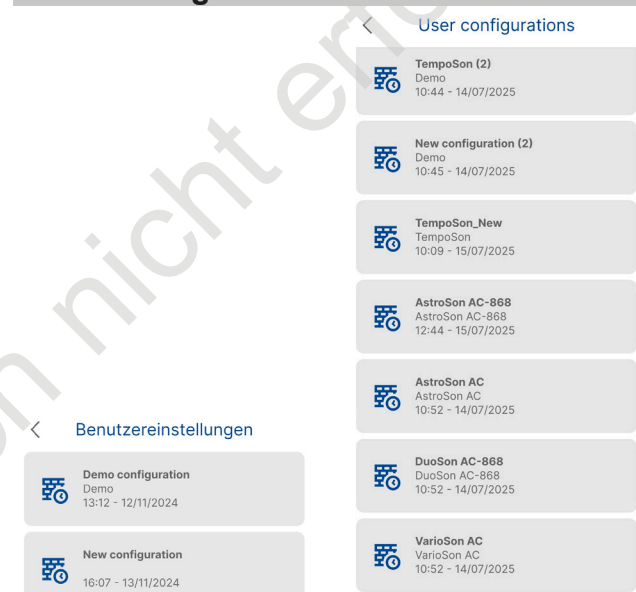 Benutzereinstellungen
Demo configuration
Demo
13:12 - 12/11/2024
New configuration
16:07 - 13/11/2024
User configurations
TempoSon (2)
Demo
10:44 - 14/07/2025
New configuration (2)
Demo
10:45 - 14/07/2025
TempoSon_New
TempoSon
10:09 - 15/07/2025
AstroSon AC-868
AstroSon AC-868
12:44 - 15/07/2025
AstroSon AC
AstroSon AC
10:52 - 14/07/2025
DuoSon AC-868
DuoSon AC-868
10:52 - 14/07/2025
VarioSon AC
VarioSon AC
10:52 - 14/07/2025
nicht